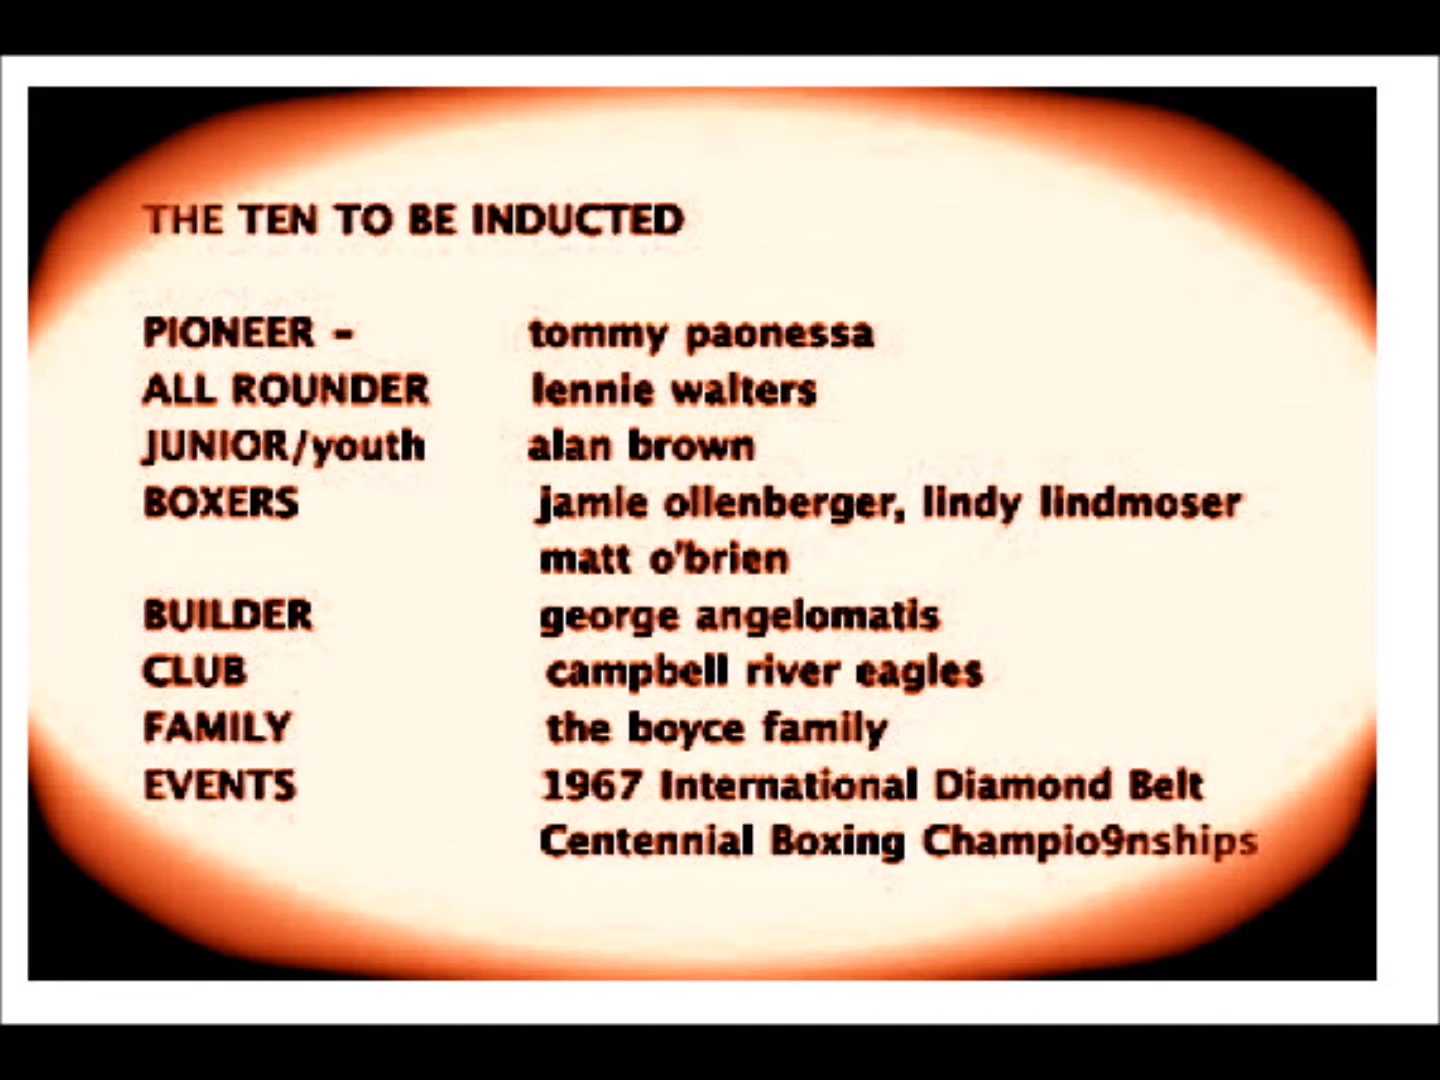 THE TEN TO BE INDUCTED
PIONEER - tommy paonessa
ALL ROUNDER lennie walters
JUNIOR/youth alan brown
BOXERS jamie ollenberger, lindy lindmoser
matt o'brien
BUILDER george angelomatis
CLUB campbell river eagles
FAMILY the boyce family
EVENTS 1967 International Diamond Belt
Centennial Boxing Champio9nships